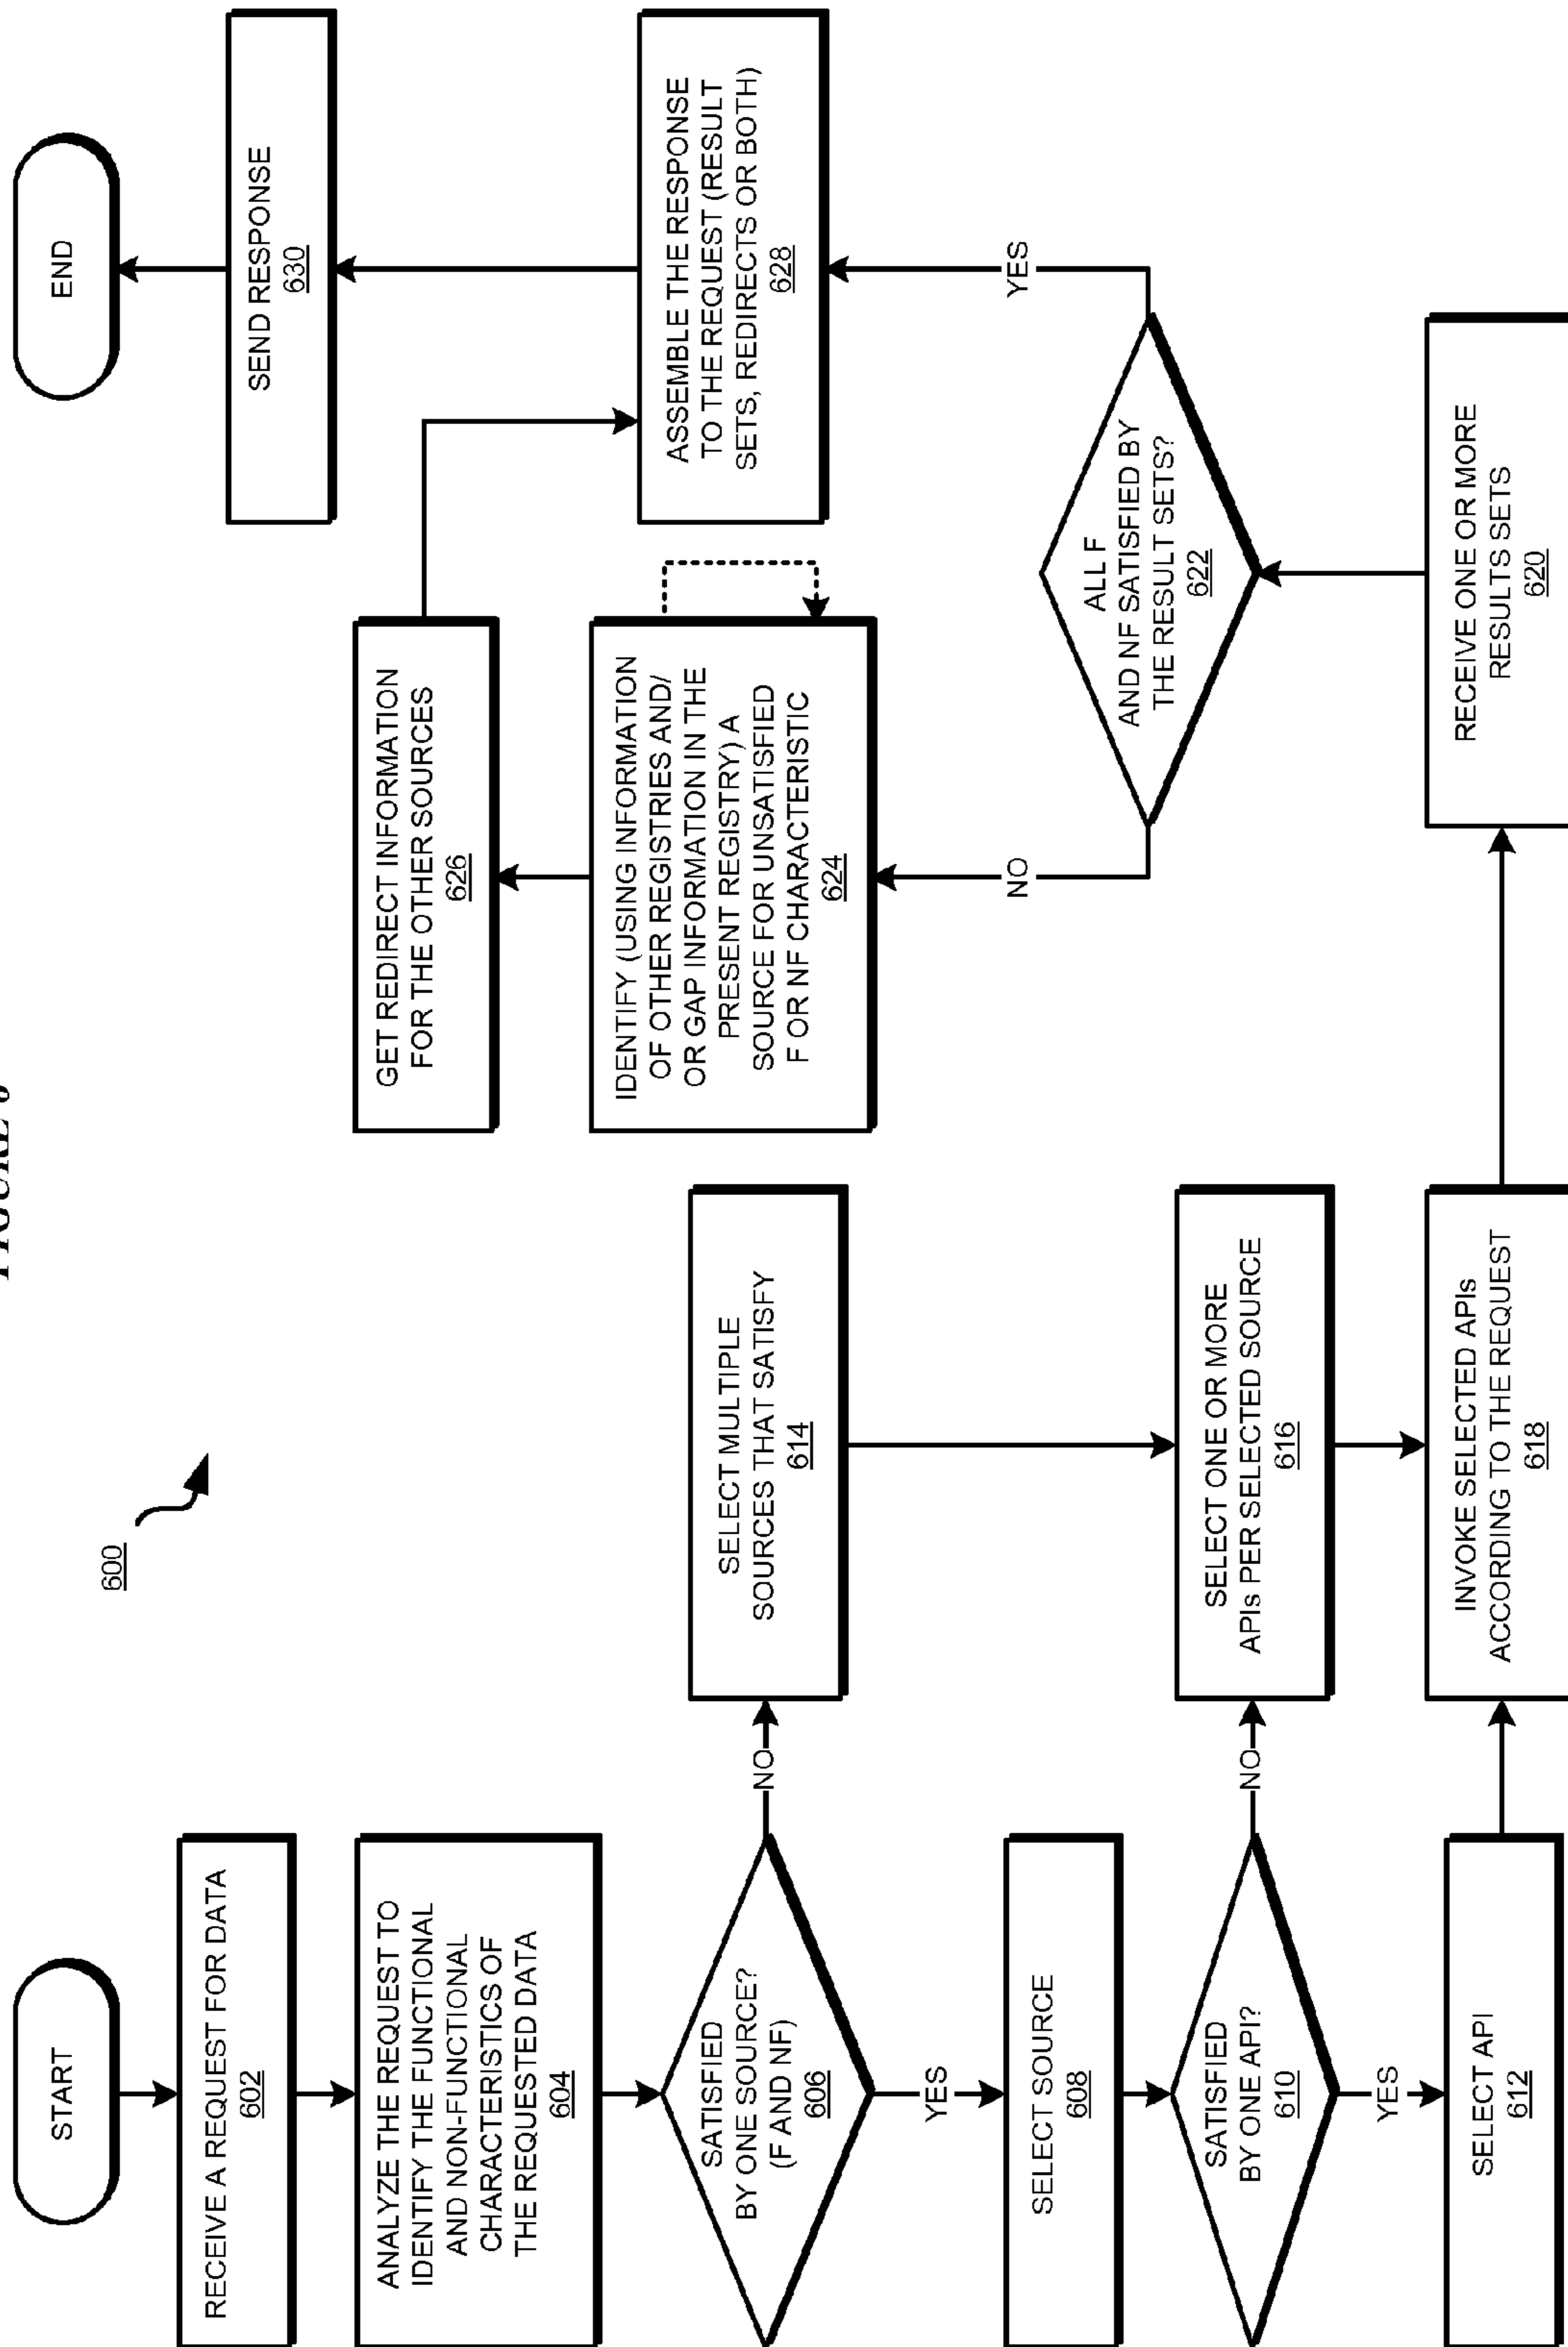 FIGURE 6
600
START
RECEIVE A REQUEST FOR DATA
602
ANALYZE THE REQUEST TO
IDENTIFY THE FUNCTIONAL
AND NON-FUNCTIONAL
CHARACTERISTICS OF
THE REQUESTED DATA
604
SATISFIED
BY ONE SOURCE?
(F AND NF)
606
NO
YES
SELECT SOURCE
608
SATISFIED
BY ONE API?
610
NO
YES
SELECT API
612
SELECT MULTIPLE
SOURCES THAT SATISFY
614
SELECT ONE OR MORE
APIs PER SELECTED SOURCE
616
INVOKE SELECTED APIs
ACCORDING TO THE REQUEST
618
RECEIVE ONE OR MORE
RESULTS SETS
620
ALL F
AND NF SATISFIED BY
THE RESULT SETS?
622
NO
YES
IDENTIFY (USING INFORMATION
OF OTHER REGISTRIES AND/
OR GAP INFORMATION IN THE
PRESENT REGISTRY) A
SOURCE FOR UNSATISFIED
F OR NF CHARACTERISTIC
624
GET REDIRECT INFORMATION
FOR THE OTHER SOURCES
626
ASSEMBLE THE RESPONSE
TO THE REQUEST (RESULT
SETS, REDIRECTS OR BOTH)
628
SEND RESPONSE
630
END